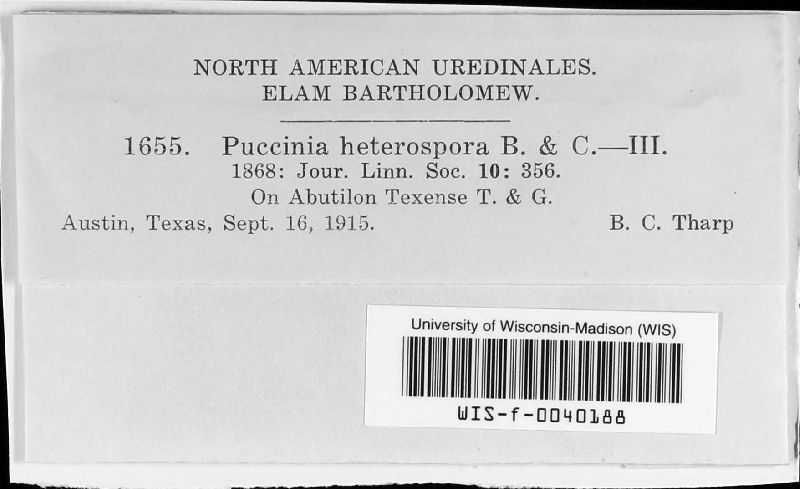 NORTH AMERICAN UREDINALES.
ELAM BARTHOLOMEW.
1655. Puccinia heterospora B. & C.—III.
1868: Jour. Linn. Soc. 10: 356.
On Abutilon Texense T. & G.
Austin, Texas, Sept. 16, 1915. B. C. Tharp
University of Wisconsin-Madison (WIS)
WIS-f-0040188